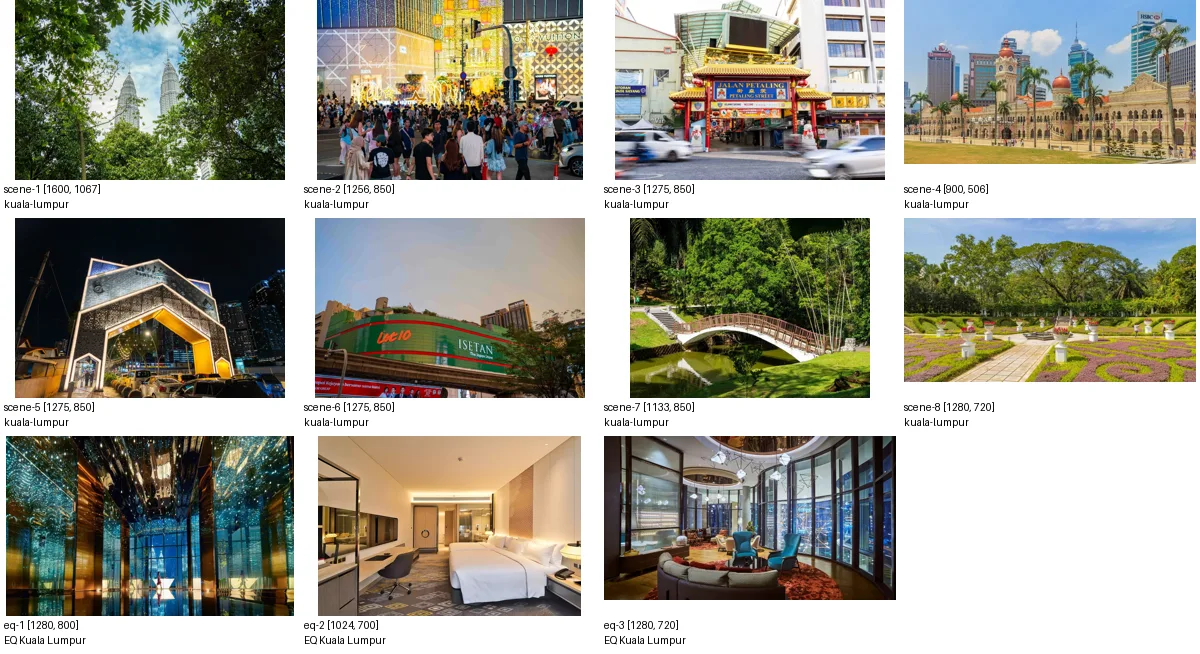 LOUIS VUITTON
JALAN PETALING
PETALING STREET
HSBC
scene-1 [1600, 1067]
kuala-lumpur
scene-2 [1256, 850]
kuala-lumpur
scene-3 [1275, 850]
kuala-lumpur
scene-4 [900, 506]
kuala-lumpur
Lot 10
ISETAN
scene-5 [1275, 850]
kuala-lumpur
scene-6 [1275, 850]
kuala-lumpur
scene-7 [1133, 850]
kuala-lumpur
scene-8 [1280, 720]
kuala-lumpur
eq-1 [1280, 800]
EQ Kuala Lumpur
eq-2 [1024, 700]
EQ Kuala Lumpur
eq-3 [1280, 720]
EQ Kuala Lumpur